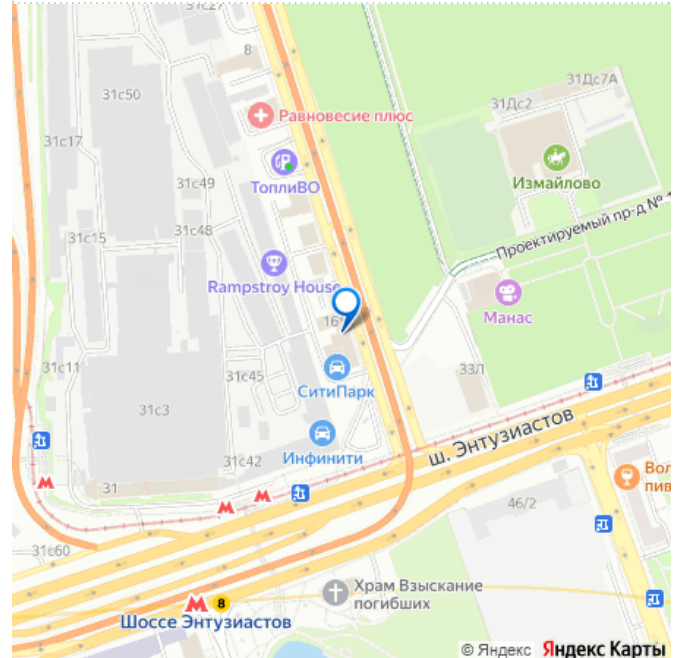 31с27
8
31с50
31Дс2
31Дс7А
Равновесие плюс
31с17
ТоплиВО
Измайлово
31с49
Проектируемый пр-д №
31с48
31с15
Rampstroy House
Манас
16
31с11
31с45
СитиПарк
33Л
31с3
Инфинити
ш. Энтузиастов
31с42
31
46/2
Вол
пив
31с60
8
Шоссе Энтузиастов
Храм Взыскание
погибших
© Яндекс Яндекс Карты